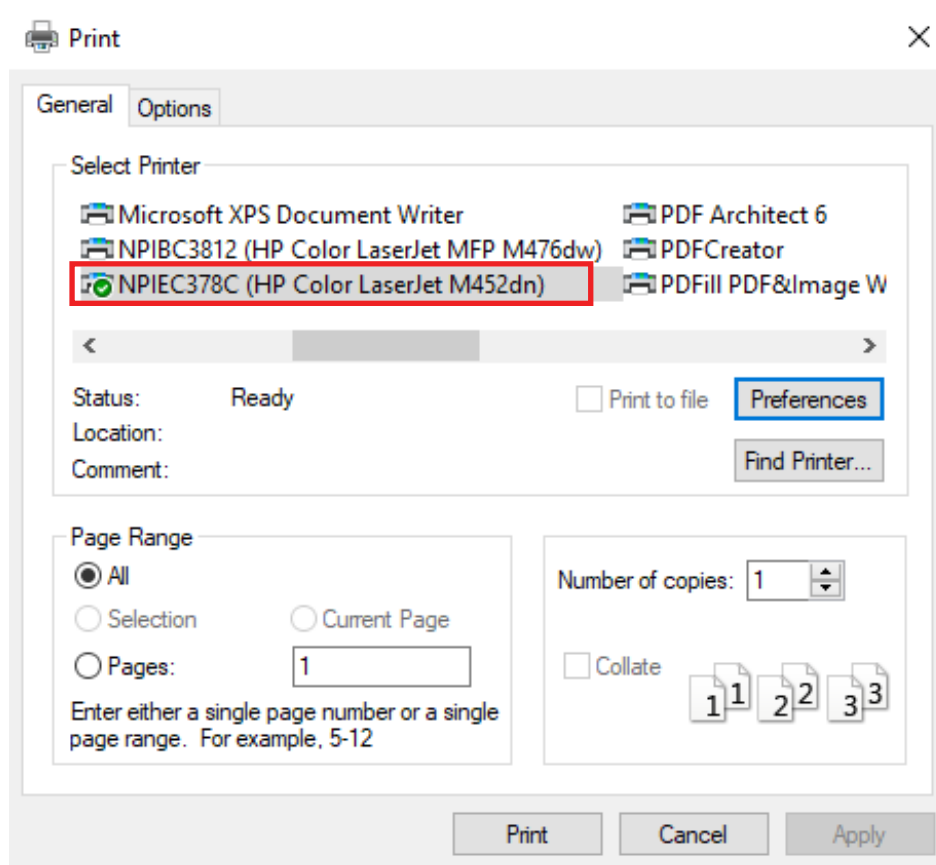 Print
General Options
Select Printer
Microsoft XPS Document Writer PDF Architect 6
NPIBC3812 (HP Color LaserJet MFP M476dw) PDFCreator
NPIEC378C (HP Color LaserJet M452dn) PDFill PDF&Image W
Status: Ready Print to file Preferences
Location:
Comment: Find Printer...
Page Range
All
Number of copies: 1
Selection Current Page
Pages: 1
Collate 1 1 2 2 3 3
Enter either a single page number or a single
page range. For example, 5-12
Print Cancel Apply